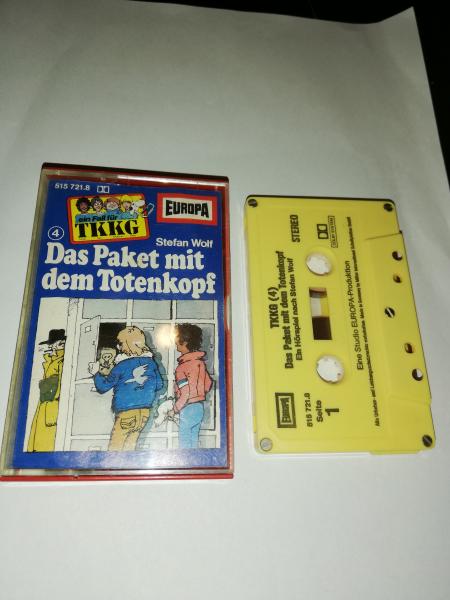 515 721.8
ein Fall für
TKKG
EUROPA
4
Stefan Wolf
Das Paket mit
dem Totenkopf
TKKG (4)
Das Paket mit dem Totenkopf
Ein Hörspiel nach Stefan Wolf
STEREO
EUROPA
515 721.8
Seite
1
Eine Studio EUROPA-Produktion